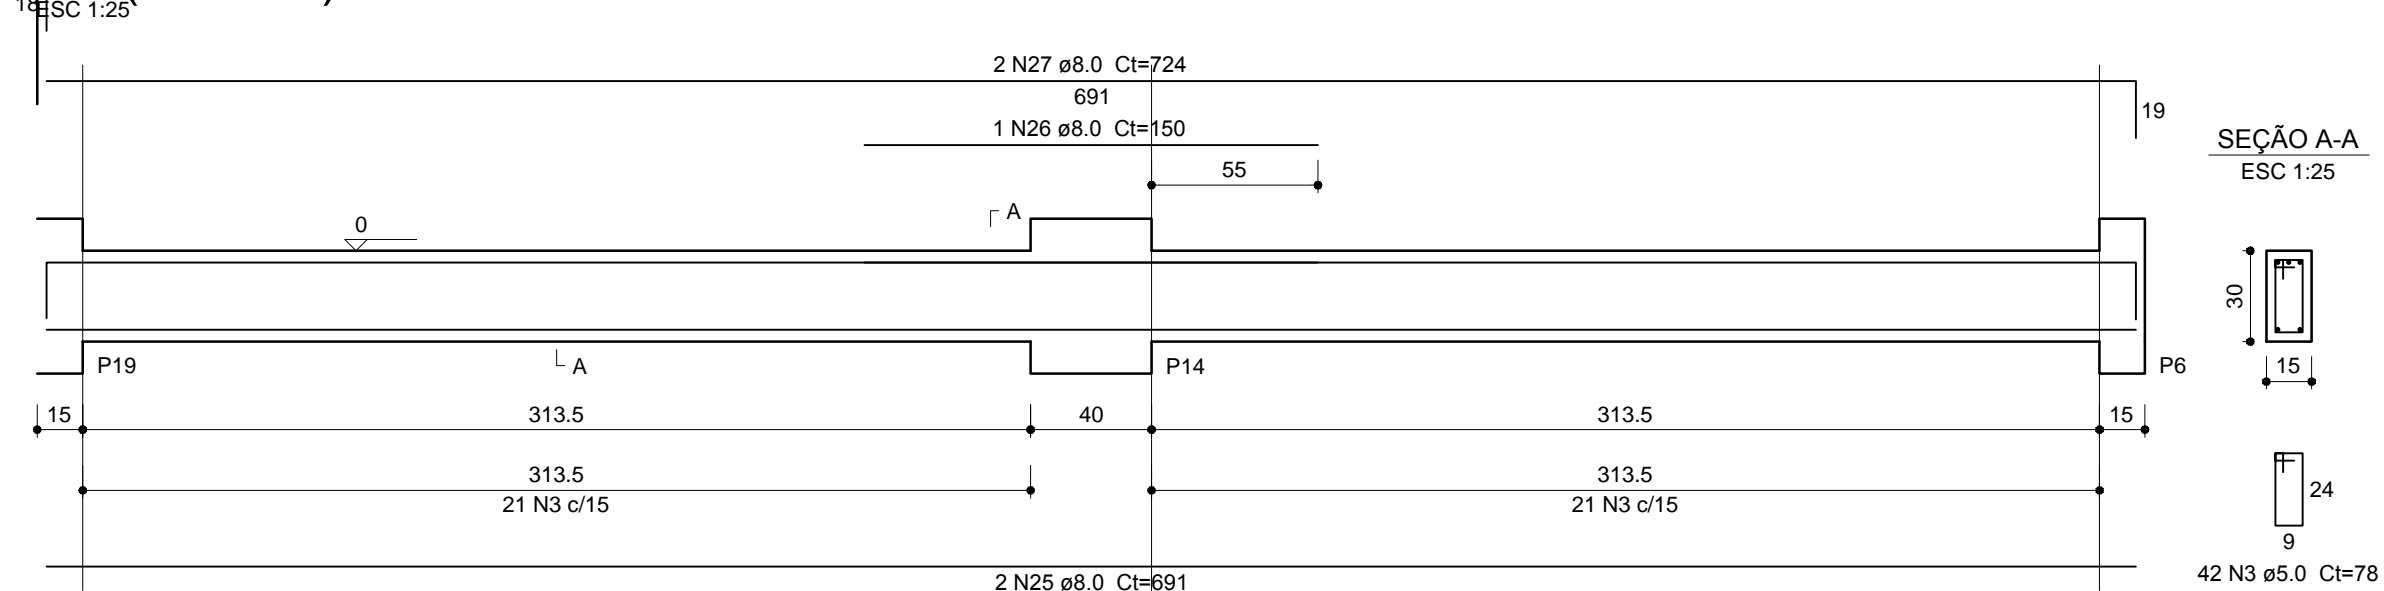 18
ESC 1:25
2 N27 ø8.0 Ct=724
691
19
1 N26 ø8.0 Ct=150
55
SEÇÃO A-A
ESC 1:25
A
0
30
15
P19
A
P14
P6
15
313.5
40
313.5
15
313.5
21 N3 c/15
313.5
21 N3 c/15
24
9
42 N3 ø5.0 Ct=78
2 N25 ø8.0 Ct=691